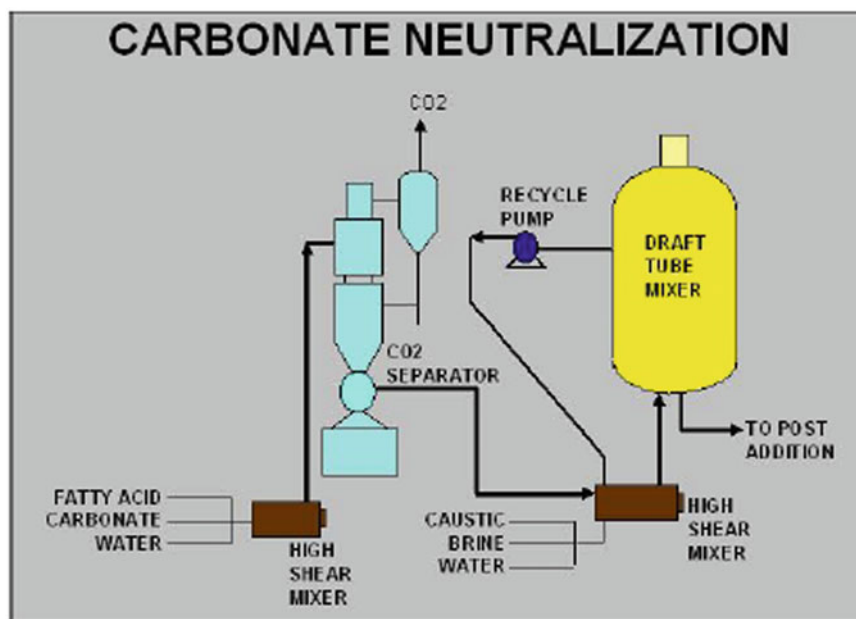 CARBONATE NEUTRALIZATION
CO2
RECYCLE
PUMP
DRAFT
TUBE
MIXER
CO2
SEPARATOR
TO POST
ADDITION
FATTY ACID
CARBONATE
WATER
HIGH
SHEAR
MIXER
CAUSTIC
BRINE
WATER
HIGH
SHEAR
MIXER